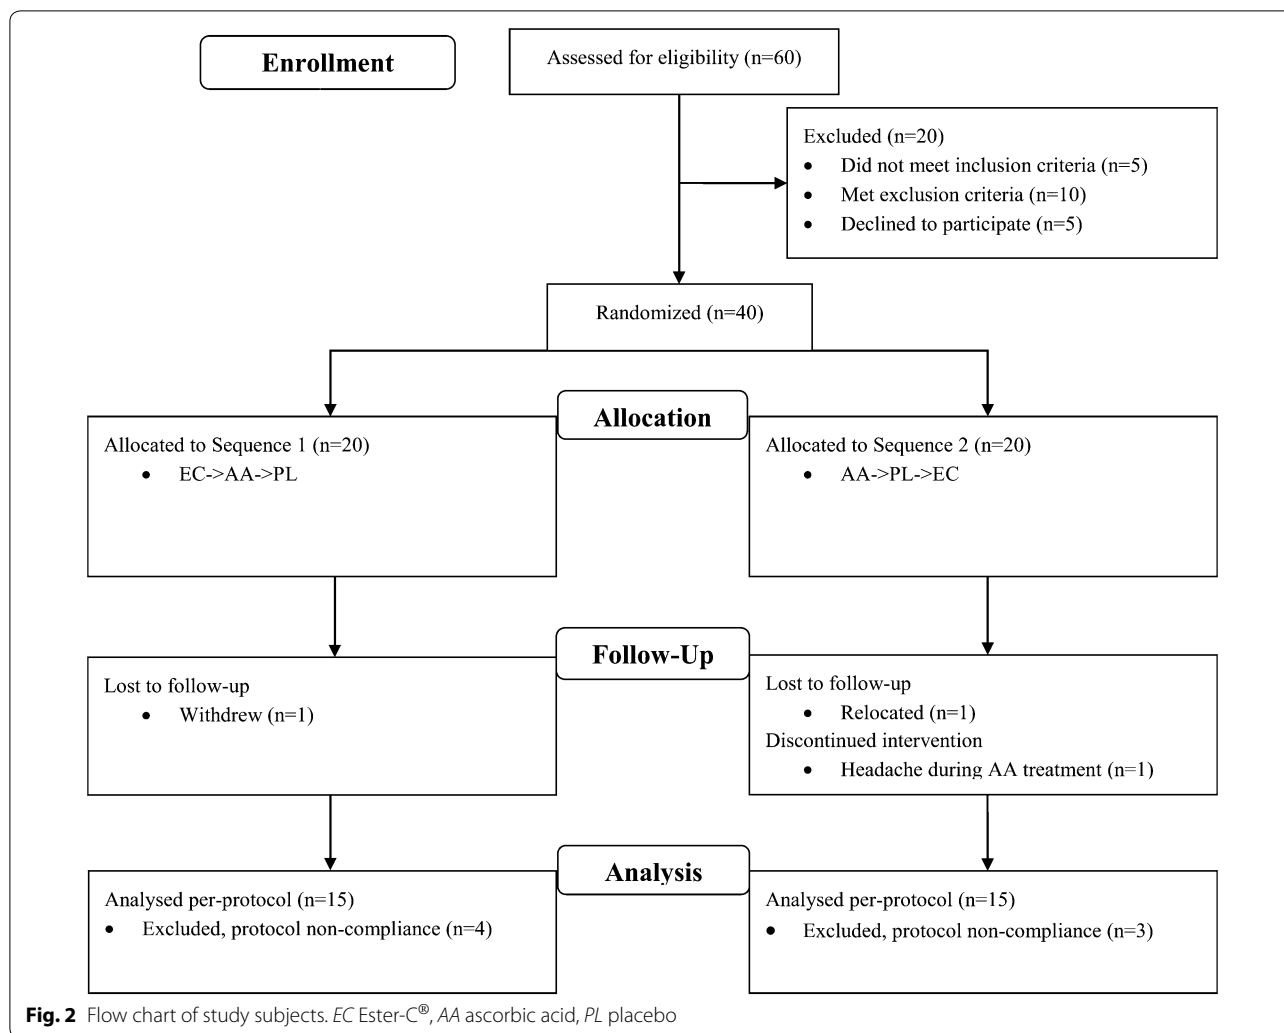 Enrollment
Assessed for eligibility (n=60)
Excluded (n=20)
• Did not meet inclusion criteria (n=5)
• Met exclusion criteria (n=10)
• Declined to participate (n=5)
Randomized (n=40)
Allocation
Allocated to Sequence 1 (n=20)
• EC->AA->PL
Allocated to Sequence 2 (n=20)
• AA->PL->EC
Follow-Up
Lost to follow-up
• Withdrew (n=1)
Lost to follow-up
• Relocated (n=1)
Discontinued intervention
• Headache during AA treatment (n=1)
Analysis
Analysed per-protocol (n=15)
• Excluded, protocol non-compliance (n=4)
Analysed per-protocol (n=15)
• Excluded, protocol non-compliance (n=3)
Fig. 2 Flow chart of study subjects. EC Ester-C®, AA ascorbic acid, PL placebo